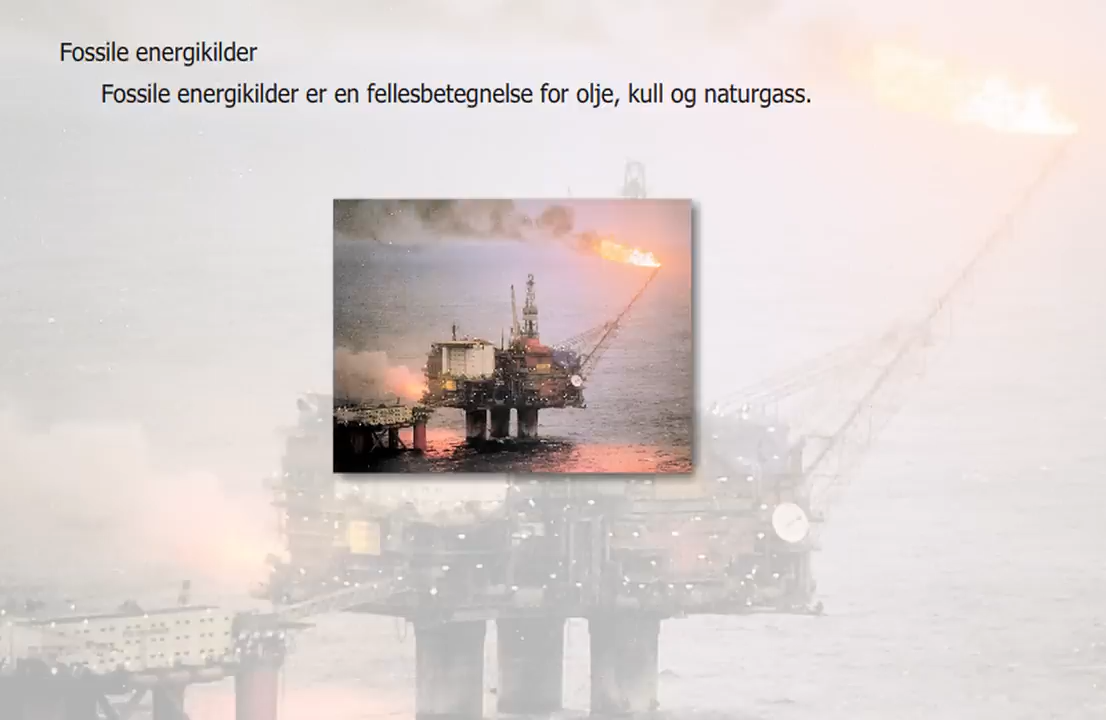 Fossile energikilder
Fossile energikilder er en fellesbetegnelse for olje, kull og naturgass.